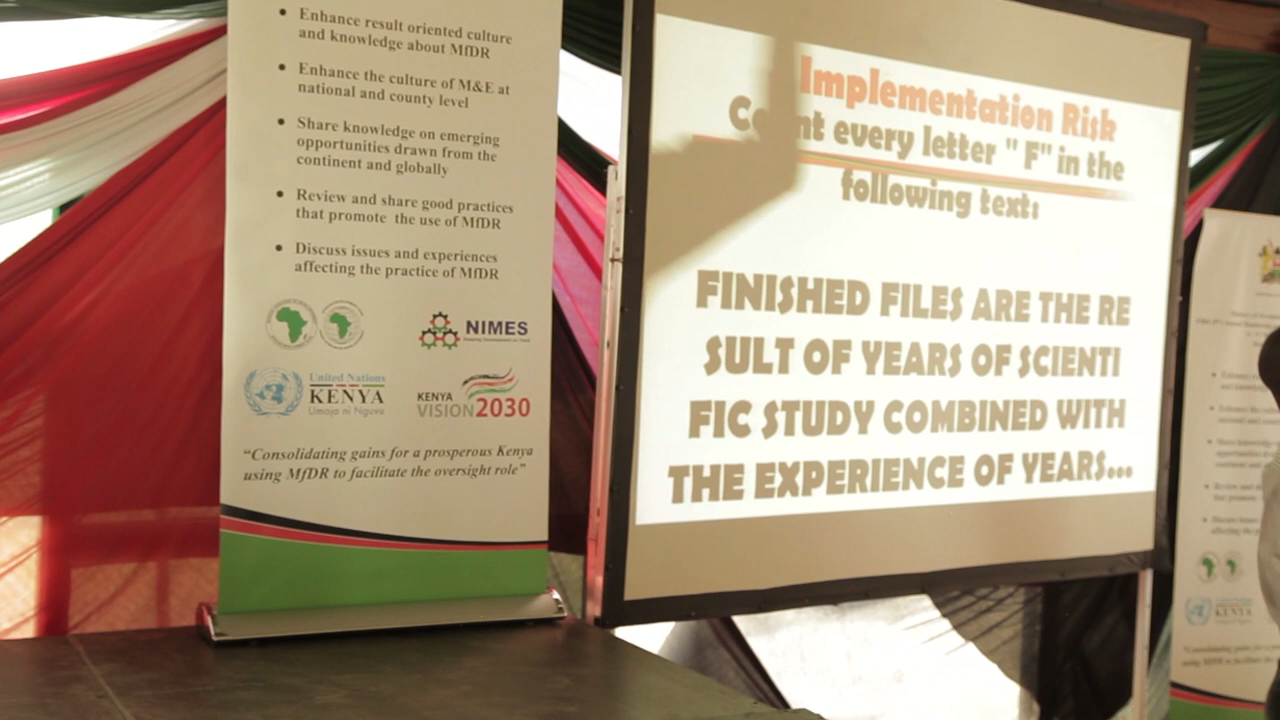 Enhance result oriented culture
and knowledge about MfDR
Enhance the culture of M&E at
national and county level
Share knowledge on emerging
opportunities drawn from the
continent and globally
Review and share good practices
that promote the use of MfDR
Discuss issues and experiences
affecting the practice of MfDR
NIMES
United Nations
KENYA
Umoja ni Nguvu
KENYA
VISION 2030
“Consolidating gains for a prosperous Kenya
using MfDR to facilitate the oversight role”
Implementation Risk
Count every letter " F" in the
following text:
FINISHED FILES ARE THE RE
SULT OF YEARS OF SCIENTI
FIC STUDY COMBINED WITH
THE EXPERIENCE OF YEARS...